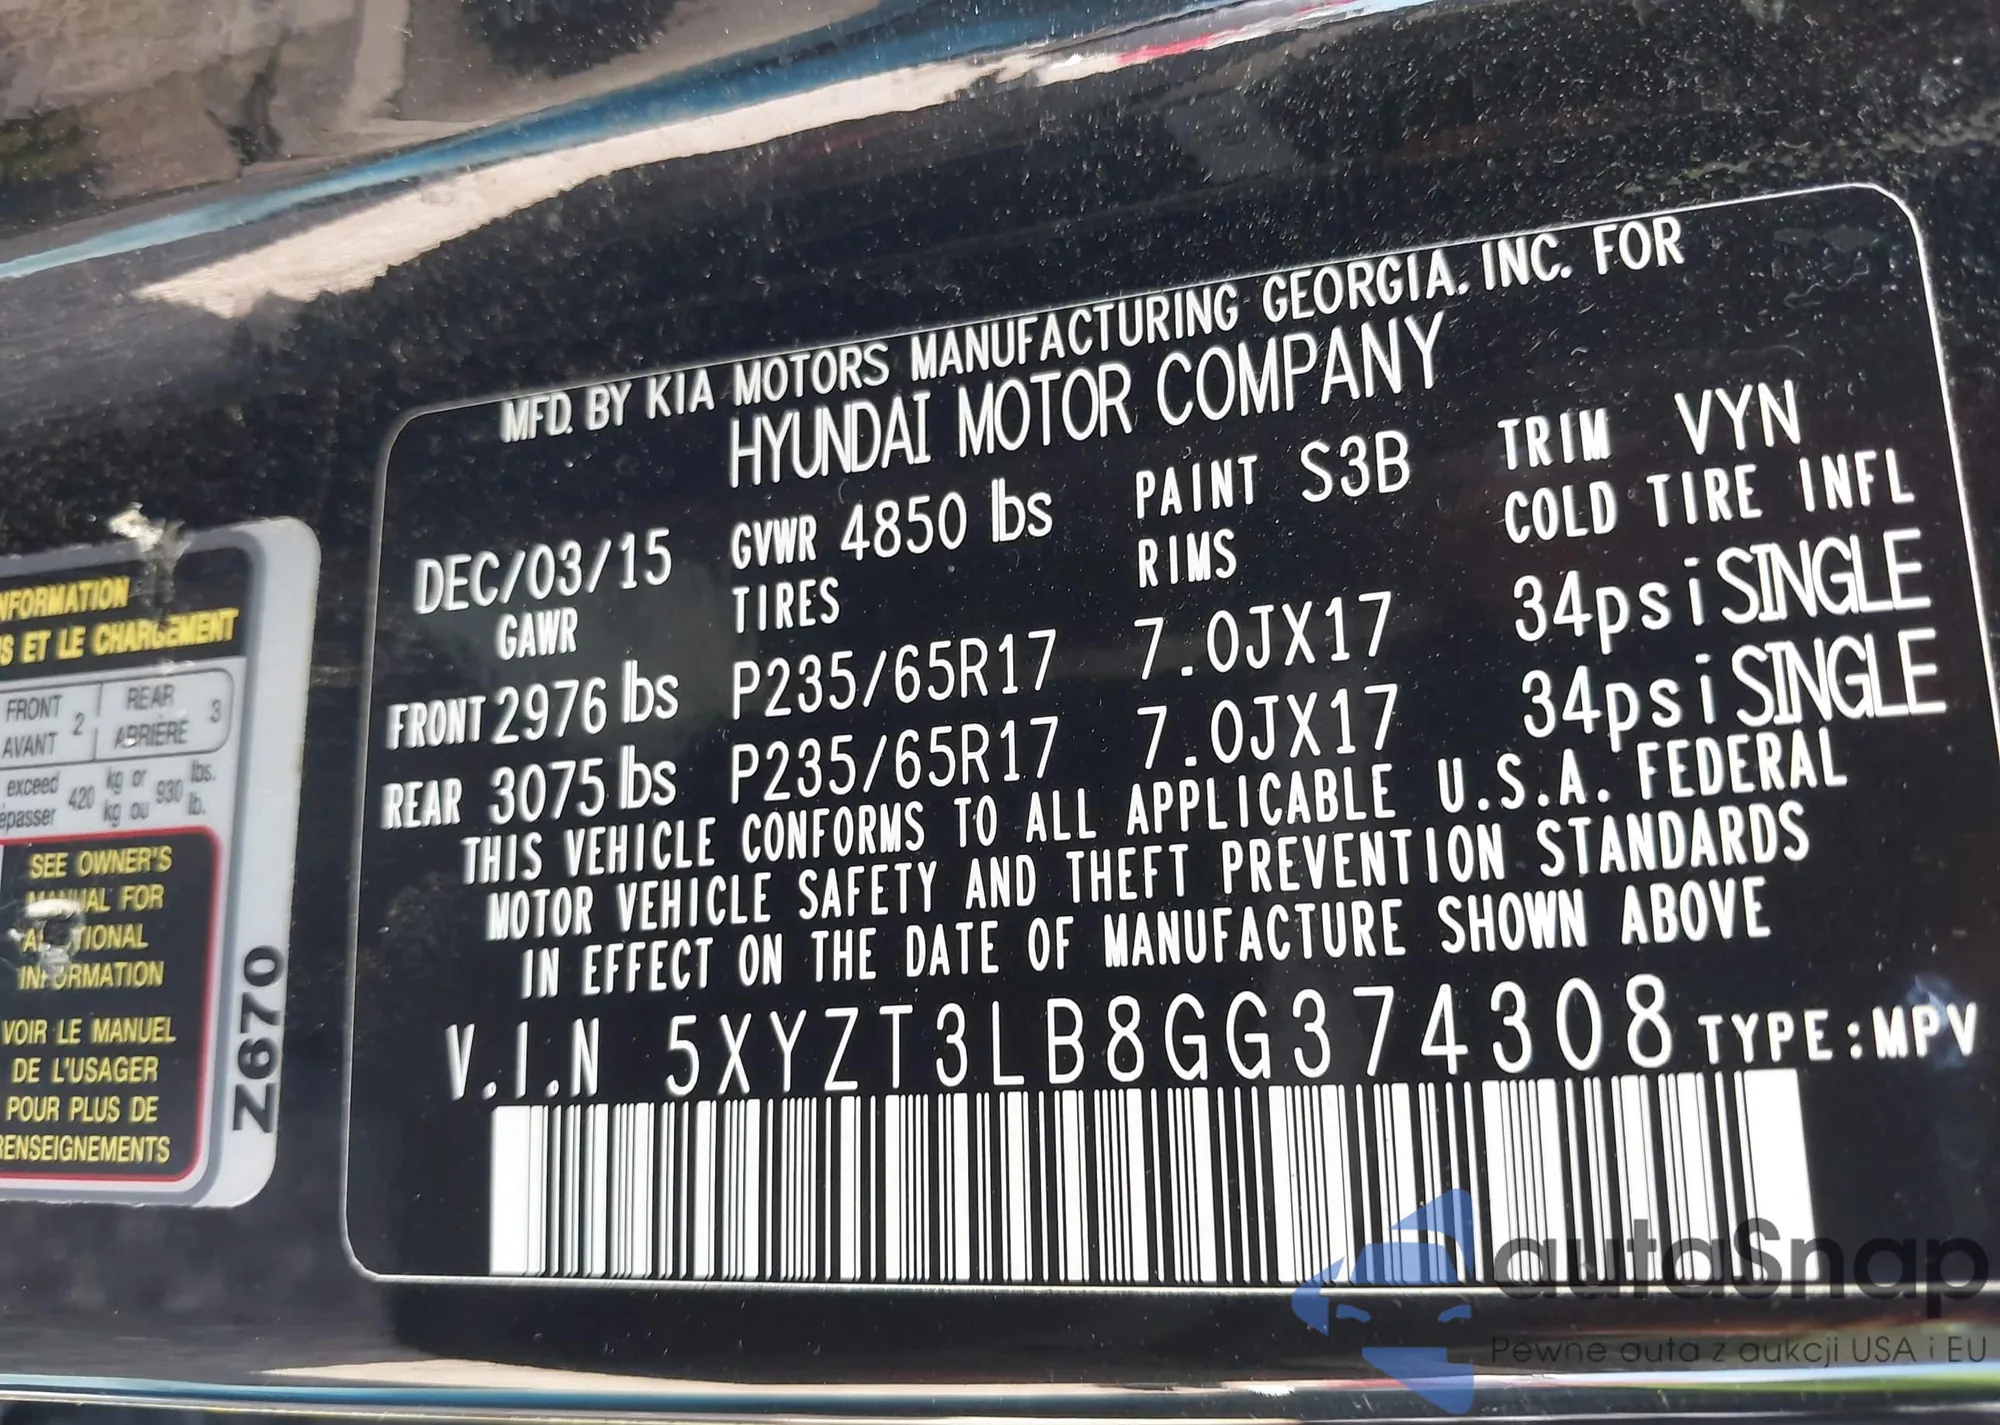 MFD. BY KIA MOTORS MANUFACTURING GEORGIA. INC. FOR
HYUNDAI MOTOR COMPANY
DEC/03/15 GVWR 4850 lbs PAINT S3B TRIM VYN
GAWR TIRES RIMS COLD TIRE INFL
FRONT 2976 lbs P235/65R17 7.0JX17 34psi SINGLE
REAR 3075 lbs P235/65R17 7.0JX17 34psi SINGLE
THIS VEHICLE CONFORMS TO ALL APPLICABLE U.S.A. FEDERAL
MOTOR VEHICLE SAFETY AND THEFT PREVENTION STANDARDS
IN EFFECT ON THE DATE OF MANUFACTURE SHOWN ABOVE
V.I.N 5XYZT3LB8GG374308 TYPE:MPV
NFORMATION
S ET LE CHARGEMENT
FRONT 2 REAR 3
AVANT ARRIÈRE
exceed 420 kg or 930 lbs.
épasser kg ou lb.
SEE OWNER'S
MANUAL FOR
INFORMATION
VOIR LE MANUEL
DE L'USAGER
POUR PLUS DE
RENSEIGNEMENTS
Z670
autaSnap
Pewne auta z aukcji USA i EU